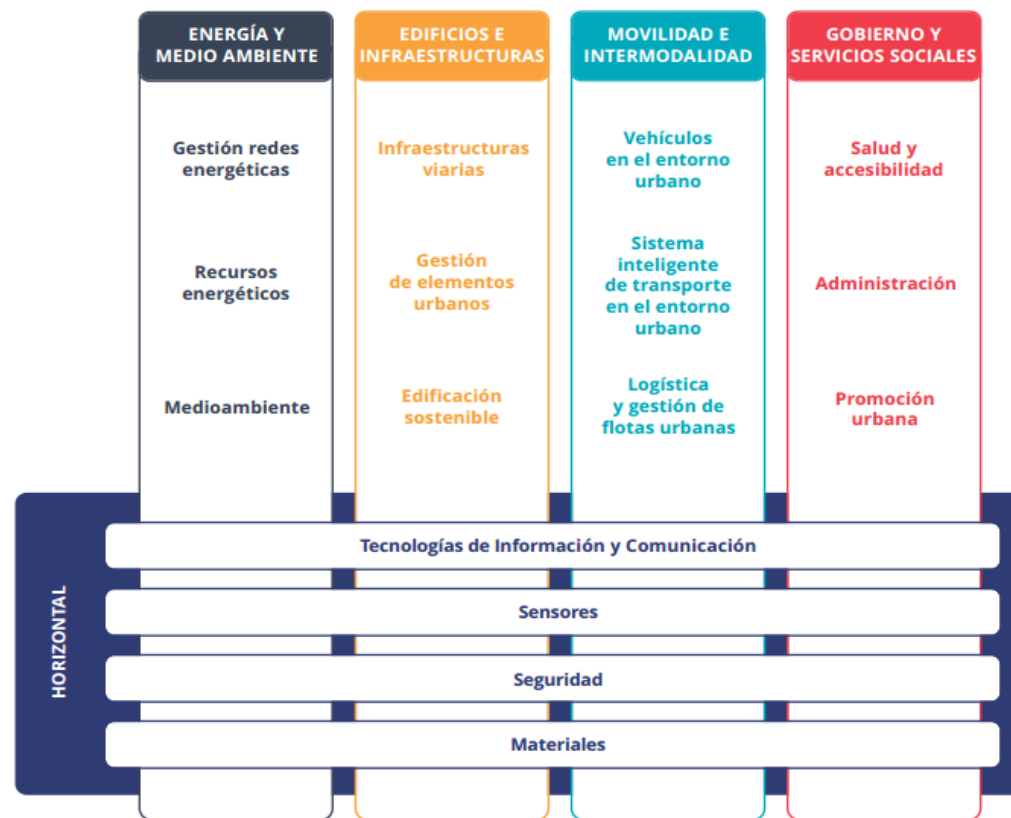 ENERGÍA Y
MEDIO AMBIENTE
Gestión redes
energéticas
Recursos
energéticos
Medioambiente
EDIFICIOS E
INFRAESTRUCTURAS
Infraestructuras
viarias
Gestión
de elementos
urbanos
Edificación
sostenible
MOVILIDAD E
INTERMODALIDAD
Vehículos
en el entorno
urbano
Sistema
inteligente
de transporte
en el entorno
urbano
Logística
y gestión de
flotas urbanas
GOBIERNO Y
SERVICIOS SOCIALES
Salud y
accesibilidad
Administración
Promoción
urbana
HORIZONTAL
Tecnologías de Información y Comunicación
Sensores
Seguridad
Materiales